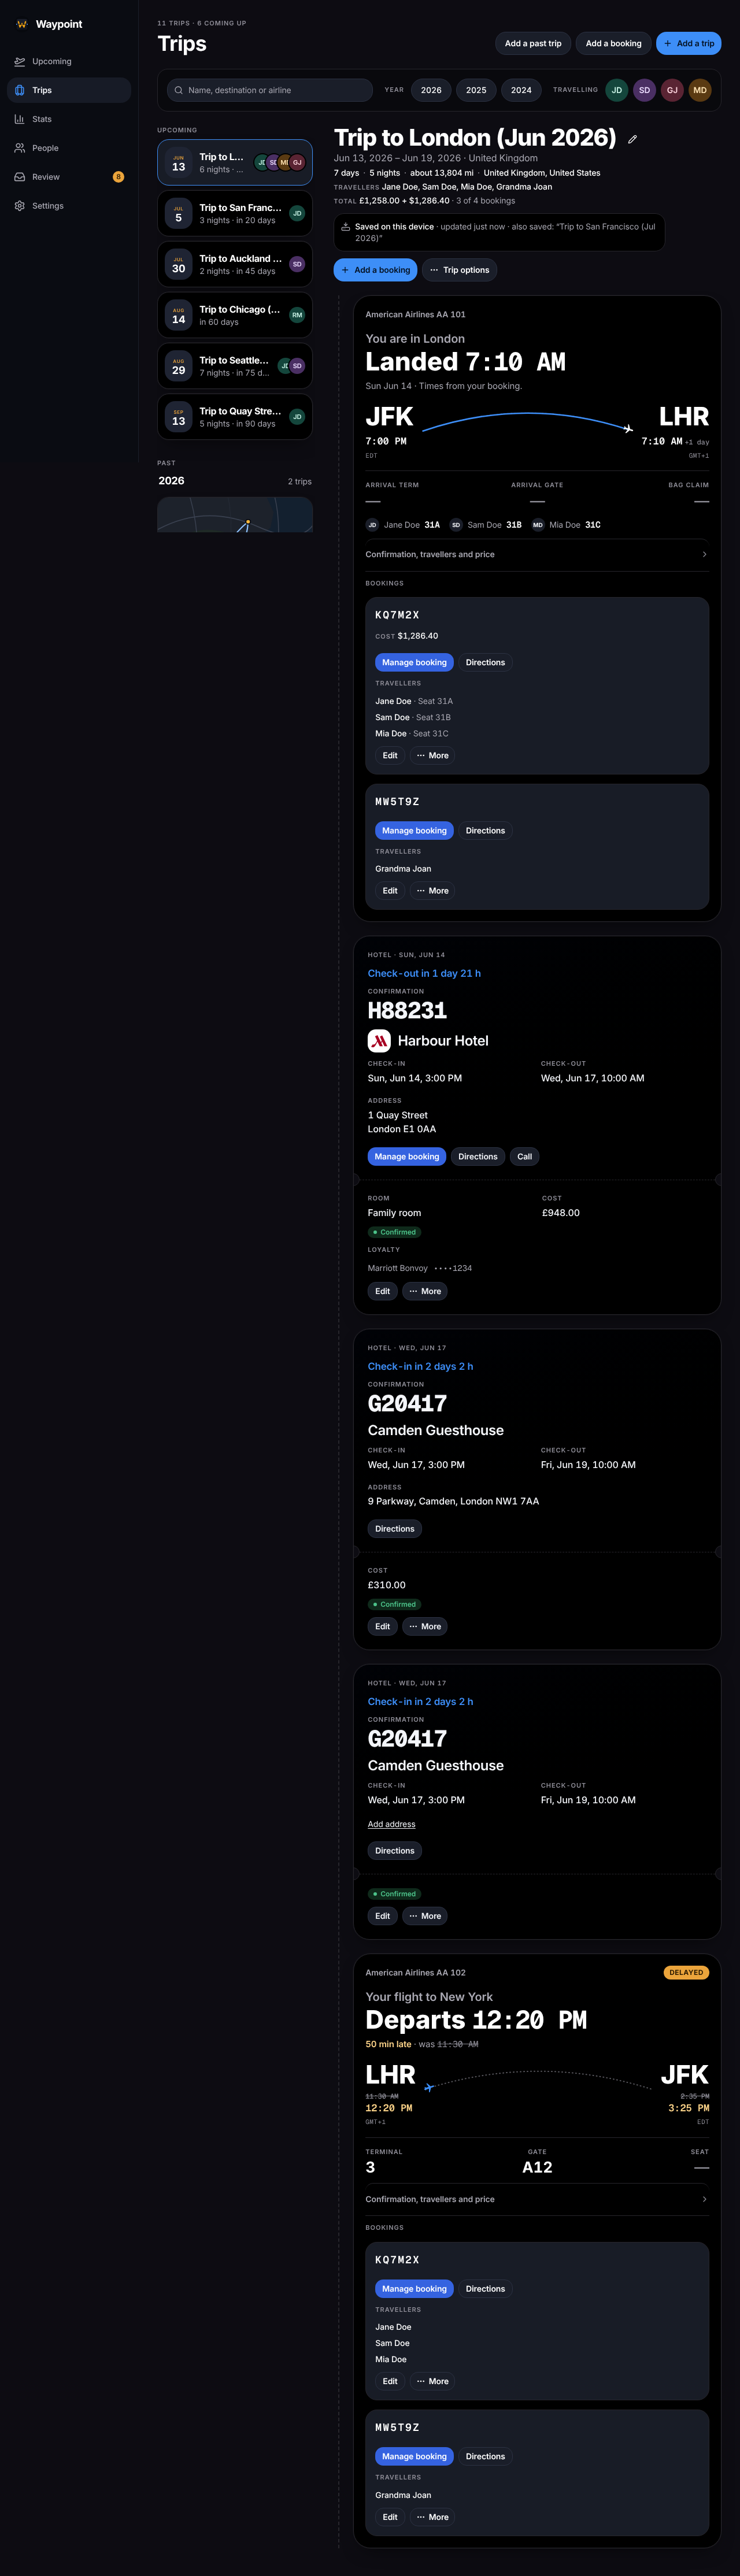 Waypoint
Upcoming
Trips
Stats
People
Review 8
Settings
11 TRIPS · 6 COMING UP
Trips
Add a past trip
Add a booking
Add a trip
Name, destination or airline
YEAR 2026 2025 2024 TRAVELLING JD SD GJ MD
UPCOMING
JUN 13 Trip to L... 6 nights · ... JD SD MD GJ
JUL 5 Trip to San Franc... 3 nights · in 20 days JD
JUL 30 Trip to Auckland ... 2 nights · in 45 days SD
AUG 14 Trip to Chicago (... in 60 days RM
AUG 29 Trip to Seattle... 7 nights · in 75 d... JD SD
SEP 13 Trip to Quay Stre... 5 nights · in 90 days JD
PAST
2026 2 trips
Trip to London (Jun 2026)
Jun 13, 2026 – Jun 19, 2026 · United Kingdom
7 days · 5 nights · about 13,804 mi · United Kingdom, United States
TRAVELLERS Jane Doe, Sam Doe, Mia Doe, Grandma Joan
TOTAL £1,258.00 + $1,286.40 · 3 of 4 bookings
Saved on this device · updated just now · also saved: “Trip to San Francisco (Jul
2026)”
Add a booking
Trip options
American Airlines AA 101
You are in London
Landed 7:10 AM
Sun Jun 14 · Times from your booking.
JFK LHR
7:00 PM 7:10 AM +1 day
EDT GMT+1
ARRIVAL TERM ARRIVAL GATE BAG CLAIM
— — —
JD Jane Doe 31A SD Sam Doe 31B MD Mia Doe 31C
Confirmation, travellers and price
BOOKINGS
KQ7M2X
COST $1,286.40
Manage booking Directions
TRAVELLERS
Jane Doe · Seat 31A
Sam Doe · Seat 31B
Mia Doe · Seat 31C
Edit ··· More
MW5T9Z
Manage booking Directions
TRAVELLERS
Grandma Joan
Edit ··· More
HOTEL · SUN, JUN 14
Check-out in 1 day 21 h
CONFIRMATION
H88231
Harbour Hotel
CHECK-IN CHECK-OUT
Sun, Jun 14, 3:00 PM Wed, Jun 17, 10:00 AM
ADDRESS
1 Quay Street
London E1 0AA
Manage booking Directions Call
ROOM COST
Family room £948.00
Confirmed
LOYALTY
Marriott Bonvoy ••••1234
Edit ··· More
HOTEL · WED, JUN 17
Check-in in 2 days 2 h
CONFIRMATION
G20417
Camden Guesthouse
CHECK-IN CHECK-OUT
Wed, Jun 17, 3:00 PM Fri, Jun 19, 10:00 AM
ADDRESS
9 Parkway, Camden, London NW1 7AA
Directions
COST
£310.00
Confirmed
Edit ··· More
HOTEL · WED, JUN 17
Check-in in 2 days 2 h
CONFIRMATION
G20417
Camden Guesthouse
CHECK-IN CHECK-OUT
Wed, Jun 17, 3:00 PM Fri, Jun 19, 10:00 AM
Add address
Directions
Confirmed
Edit ··· More
American Airlines AA 102 DELAYED
Your flight to New York
Departs 12:20 PM
50 min late · was 11:30 AM
LHR JFK
11:30 AM 2:35 PM
12:20 PM 3:25 PM
GMT+1 EDT
TERMINAL GATE SEAT
3 A12 —
Confirmation, travellers and price
BOOKINGS
KQ7M2X
Manage booking Directions
TRAVELLERS
Jane Doe
Sam Doe
Mia Doe
Edit ··· More
MW5T9Z
Manage booking Directions
TRAVELLERS
Grandma Joan
Edit ··· More